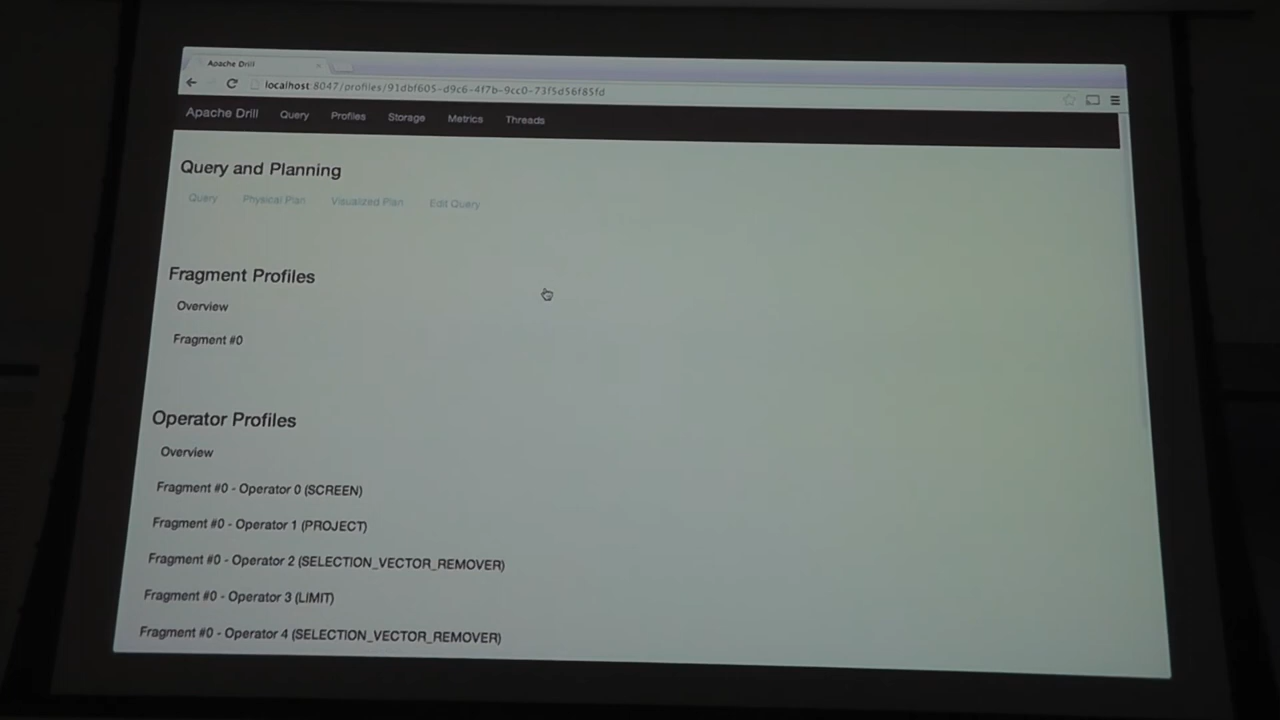 Apache Drill
localhost:8047/profiles/91dbf605-d9c6-4f7b-9cc0-73f5d56f85fd
Apache Drill Query Profiles Storage Metrics Threads
Query and Planning
Query Physical Plan Visualized Plan Edit Query
Fragment Profiles
Overview
Fragment #0
Operator Profiles
Overview
Fragment #0 - Operator 0 (SCREEN)
Fragment #0 - Operator 1 (PROJECT)
Fragment #0 - Operator 2 (SELECTION_VECTOR_REMOVER)
Fragment #0 - Operator 3 (LIMIT)
Fragment #0 - Operator 4 (SELECTION_VECTOR_REMOVER)